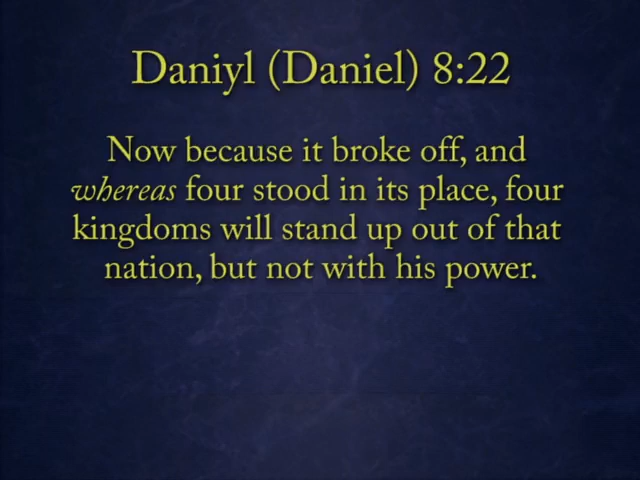 Daniyl (Daniel) 8:22
Now because it broke off, and
whereas four stood in its place, four
kingdoms will stand up out of that
nation, but not with his power.